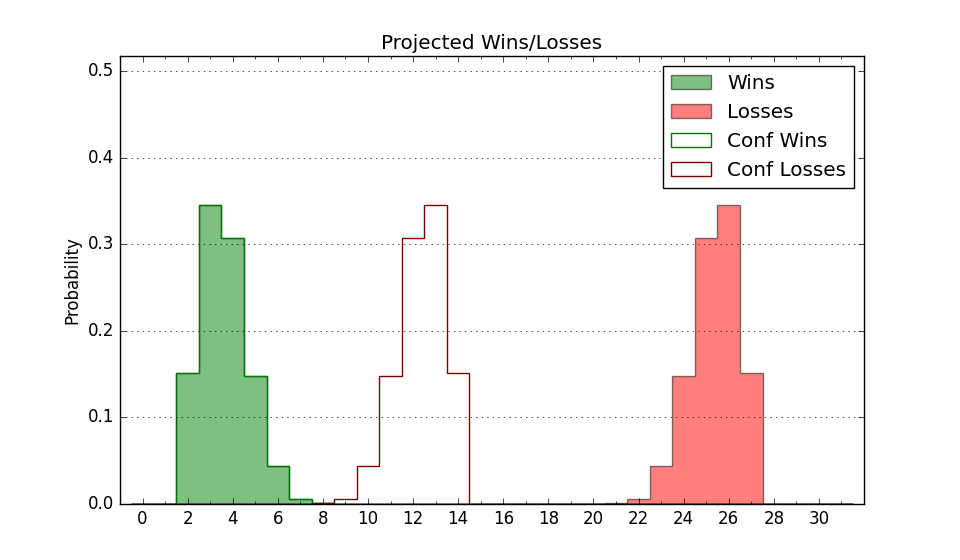 Projected Wins/Losses
0.5
0.4
0.3
0.2
0.1
0.0
Probability
Wins
Losses
Conf Wins
Conf Losses
0 2 4 6 8 10 12 14 16 18 20 22 24 26 28 30